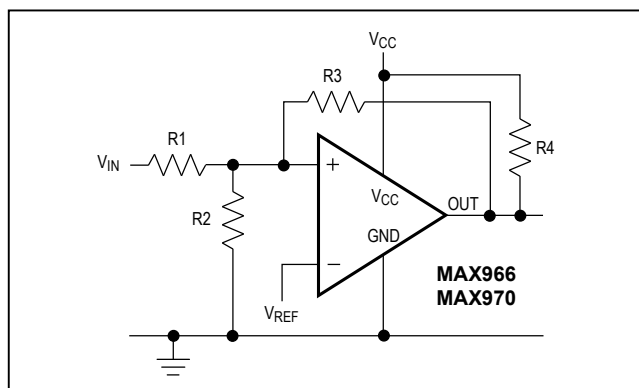 VCC
R3
R1
R4
VIN
+
VCC
R2
OUT
GND
−
MAX966
MAX970
VREF